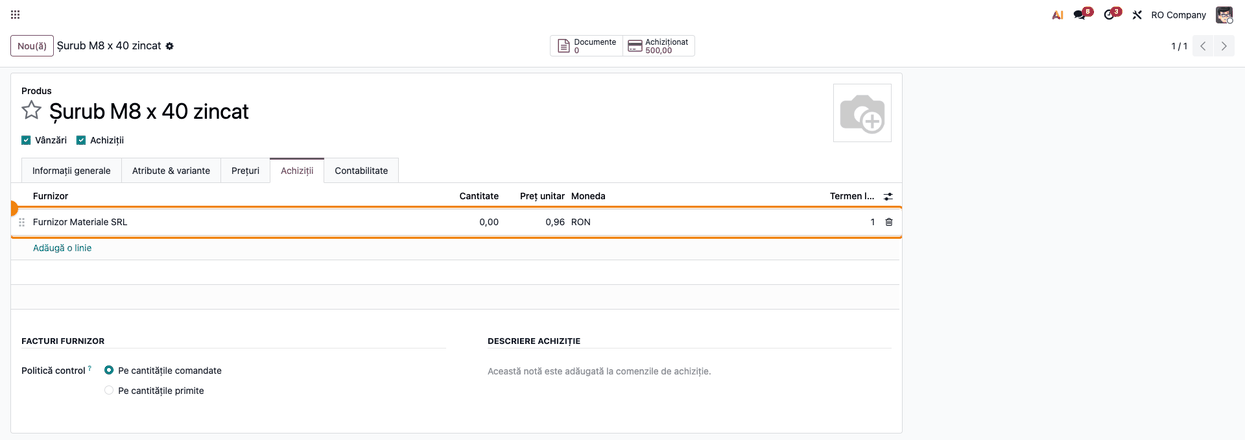 AI 5 3 RO Company
Nou(ă) Șurub M8 x 40 zincat Documente 0 Achiziționat 500,00 1 / 1
Produs
Șurub M8 x 40 zincat
Vânzări Achiziții
Informații generale Atribute & variante Prețuri Achiziții Contabilitate
Furnizor Cantitate Preț unitar Moneda Termen l...
Furnizor Materiale SRL 0,00 0,96 RON 1
Adăugă o linie
FACTURI FURNIZOR DESCRIERE ACHIZIȚIE
Politică control ? Pe cantitățile comandate Această notă este adăugată la comenzile de achiziție.
Pe cantitățile primite